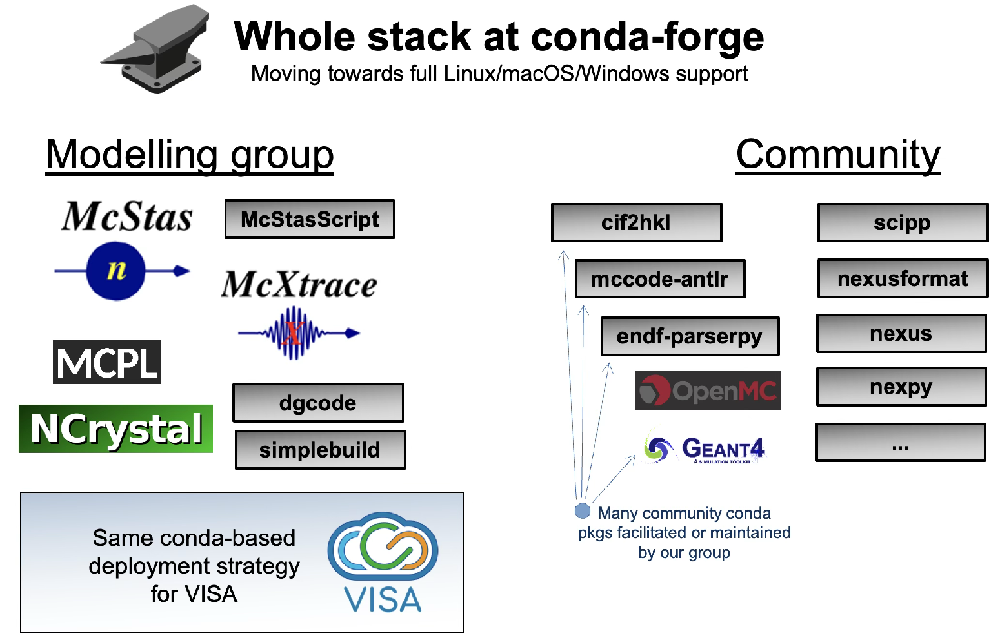 Whole stack at conda-forge
Moving towards full Linux/macOS/Windows support
Modelling group
McStas
n
McStasScript
McXtrace
X
MCPL
NCrystal
dgcode
simplebuild
Same conda-based
deployment strategy
for VISA
VISA
Community
cif2hkl
mccode-antlr
endf-parserpy
OpenMC
GEANT4
A SIMULATION TOOLKIT
Many community conda
pkgs facilitated or maintained
by our group
scipp
nexusformat
nexus
nexpy
...